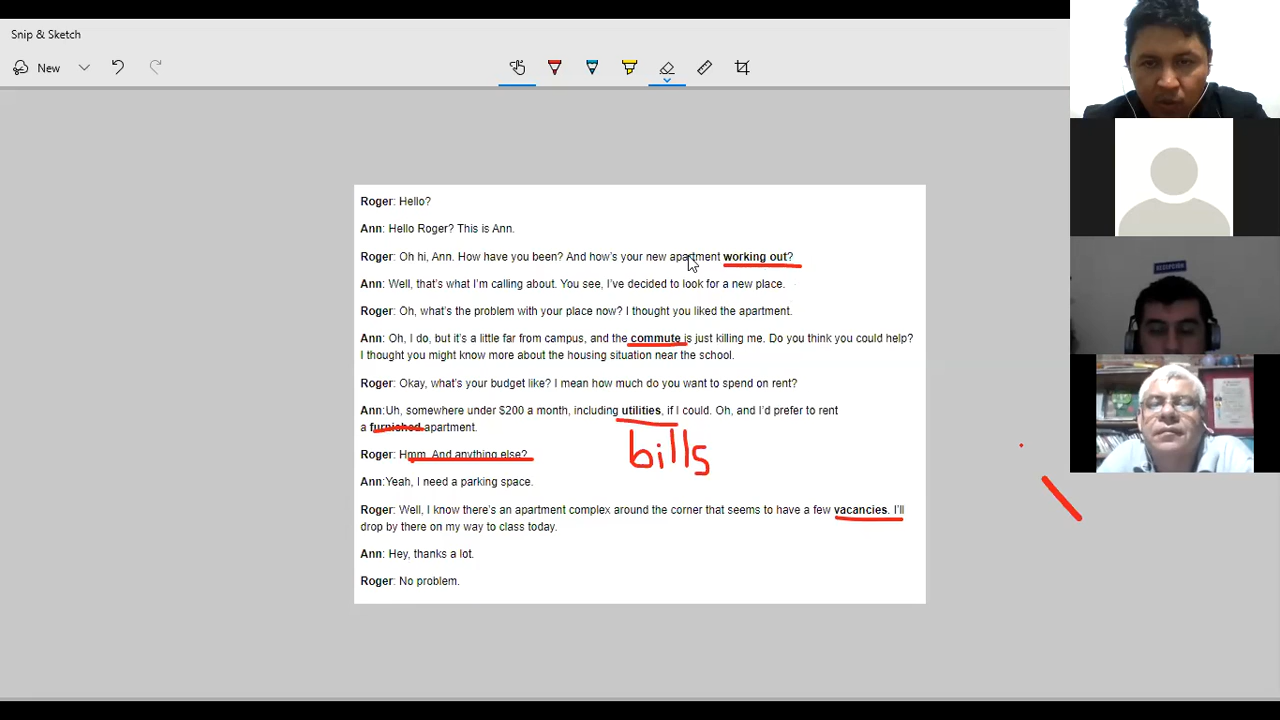 Snip & Sketch
New
Roger: Hello?
Ann: Hello Roger? This is Ann.
Roger: Oh hi, Ann. How have you been? And how's your new apartment working out?
Ann: Well, that's what I'm calling about. You see, I've decided to look for a new place.
Roger: Oh, what's the problem with your place now? I thought you liked the apartment.
Ann: Oh, I do, but it's a little far from campus, and the commute is just killing me. Do you think you could help?
I thought you might know more about the housing situation near the school.
Roger: Okay, what's your budget like? I mean how much do you want to spend on rent?
Ann:Uh, somewhere under $200 a month, including utilities, if I could. Oh, and I'd prefer to rent
a furnished apartment.
bills
Roger: Hmm. And anything else?
Ann:Yeah, I need a parking space.
Roger: Well, I know there's an apartment complex around the corner that seems to have a few vacancies. I'll
drop by there on my way to class today.
Ann: Hey, thanks a lot.
Roger: No problem.
RECEPCIÓN